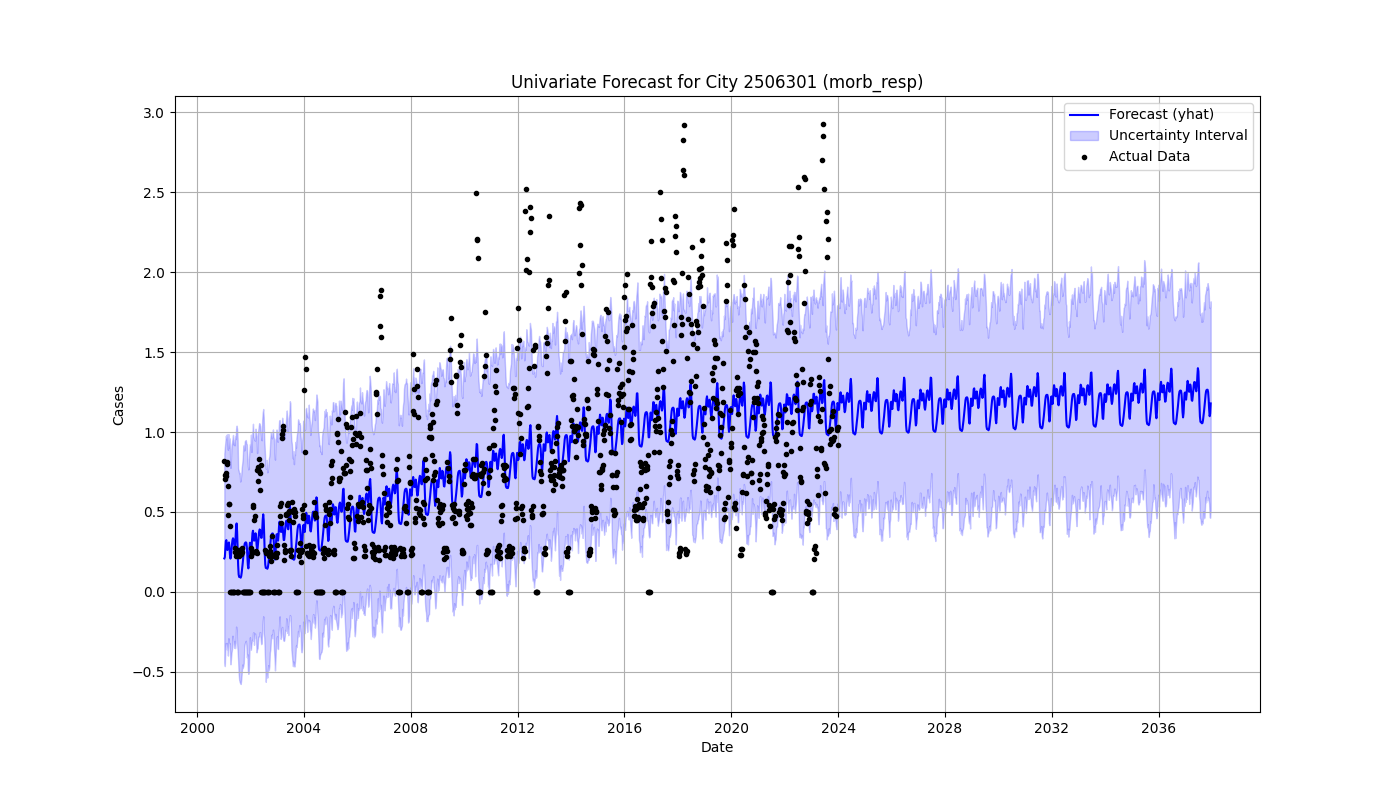 Univariate Forecast for City 2506301 (morb_resp)
Forecast (yhat)
Uncertainty Interval
Actual Data
Cases
3.0
2.5
2.0
1.5
1.0
0.5
0.0
−0.5
2000 2004 2008 2012 2016 2020 2024 2028 2032 2036
Date